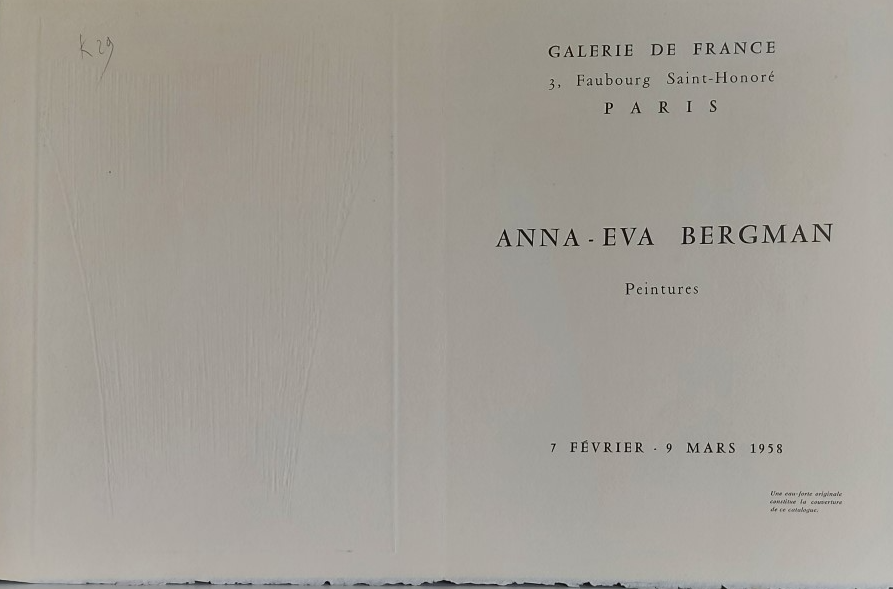 K29
GALERIE DE FRANCE
3, Faubourg Saint-Honoré
PARIS
ANNA-EVA BERGMAN
Peintures
7 FÉVRIER · 9 MARS 1958
Une eau-forte originale
constitue la couverture
de ce catalogue.